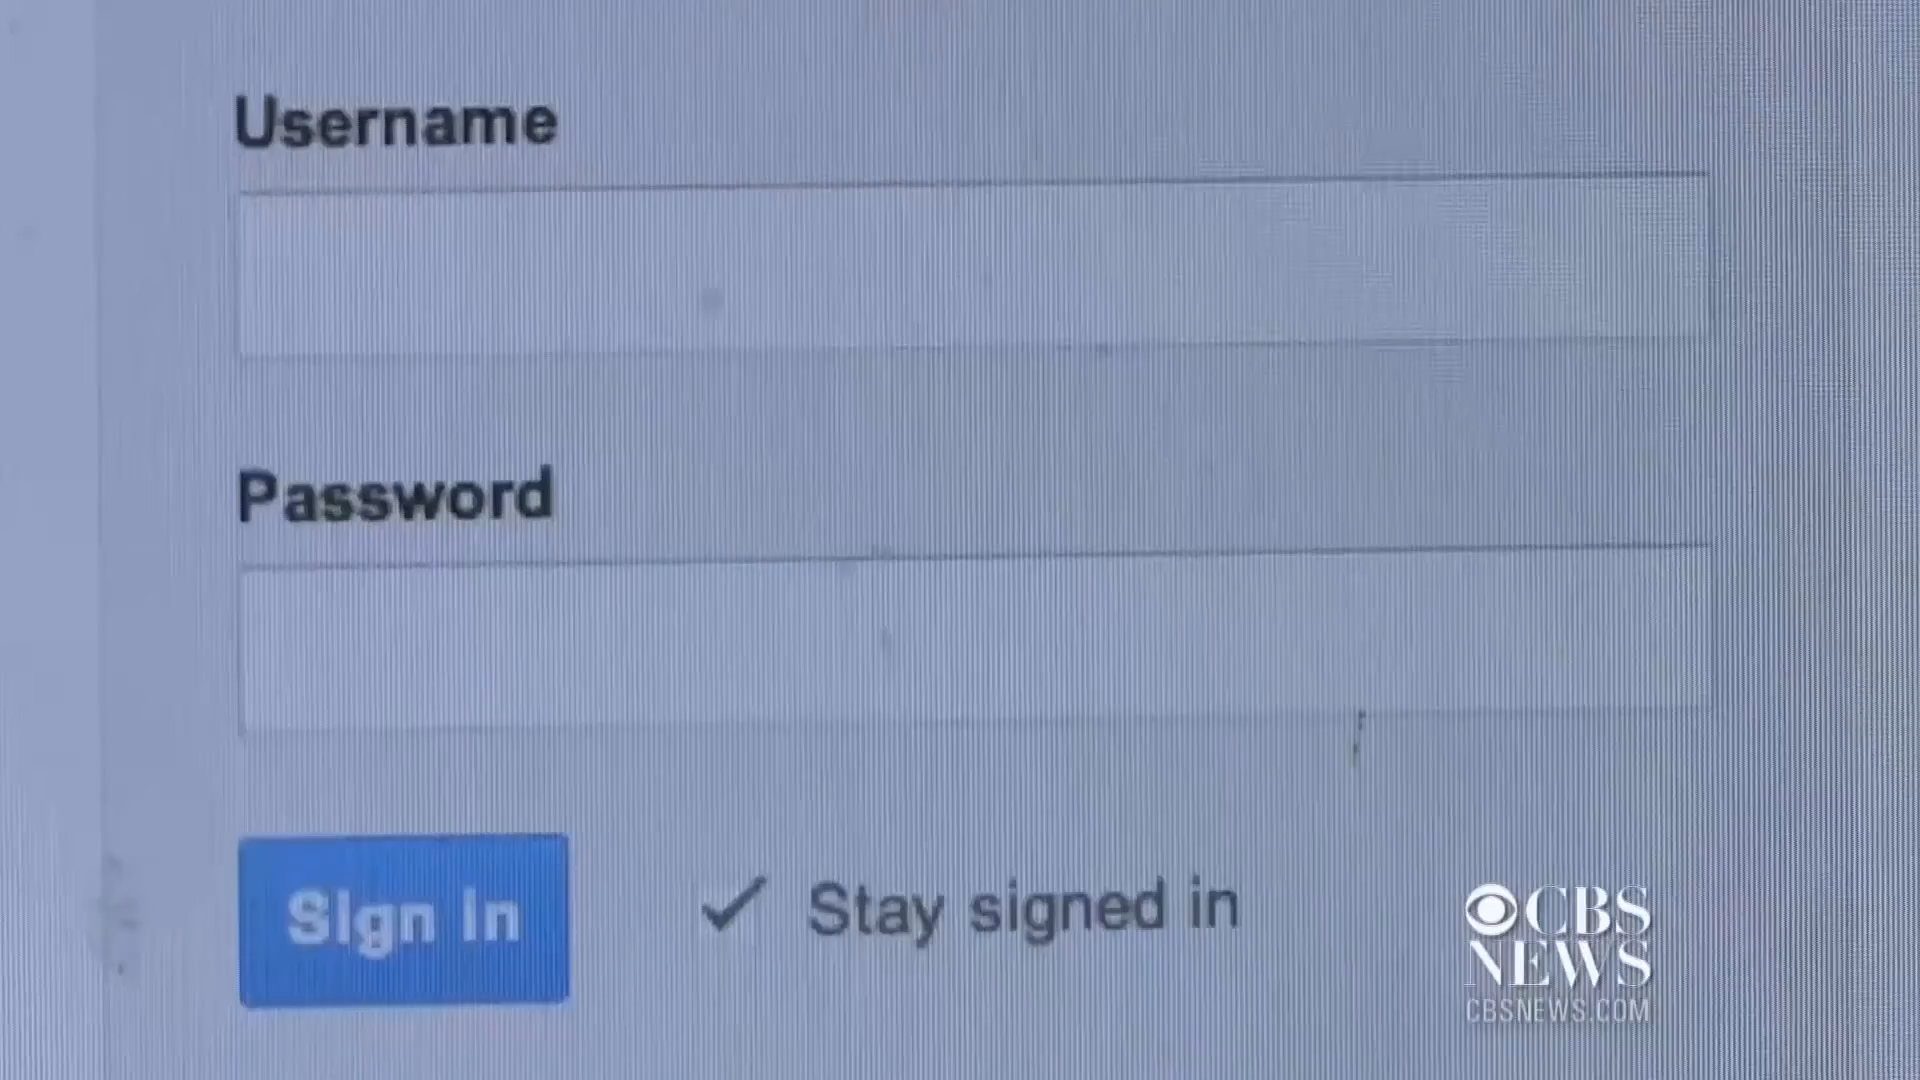 Username
Password
Sign in
Stay signed in
CBS
NEWS
CBSNEWS.COM